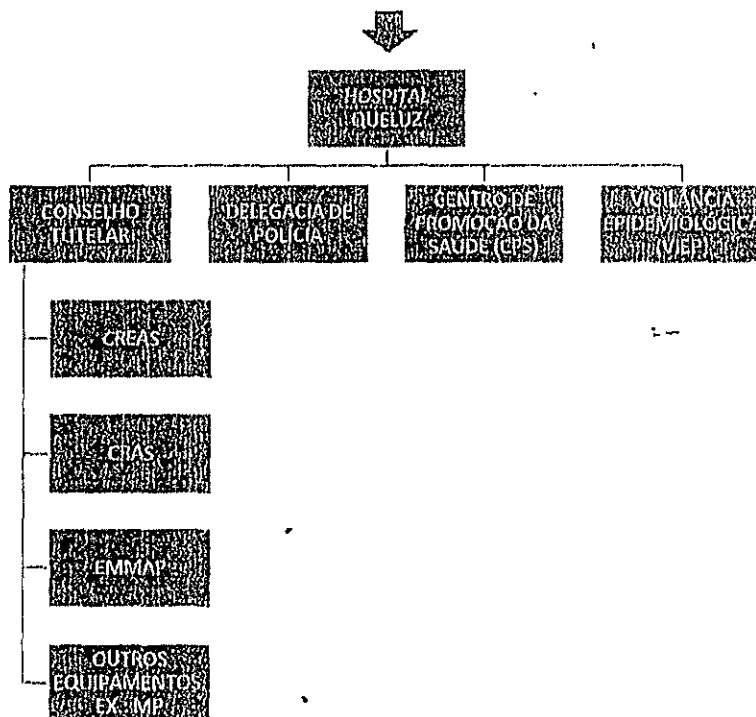 HOSPITAL
QUELUZ
CONSELHO
TUTELAR
DELEGACIA DE
POLÍCIA
CENTRO DE
PROMOÇÃO DA
SAÚDE (CPS)
VIGILÂNCIA
EPIDEMIOLÓGICA
(VIEP)
CREAS
CRAS
EMMAP
OUTROS
EQUIPAMENTOS
EX.: MP